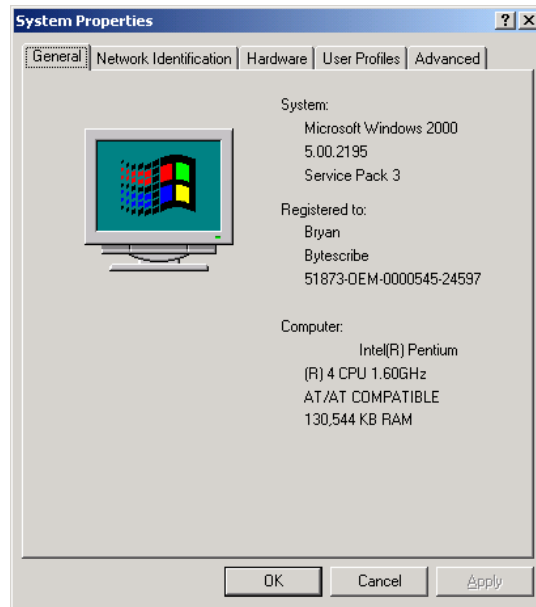 System Properties
? X
General Network Identification Hardware User Profiles Advanced
System:
Microsoft Windows 2000
5.00.2195
Service Pack 3
Registered to:
Bryan
Bytescribe
51873-OEM-0000545-24597
Computer:
Intel(R) Pentium
(R) 4 CPU 1.60GHz
AT/AT COMPATIBLE
130,544 KB RAM
OK Cancel Apply